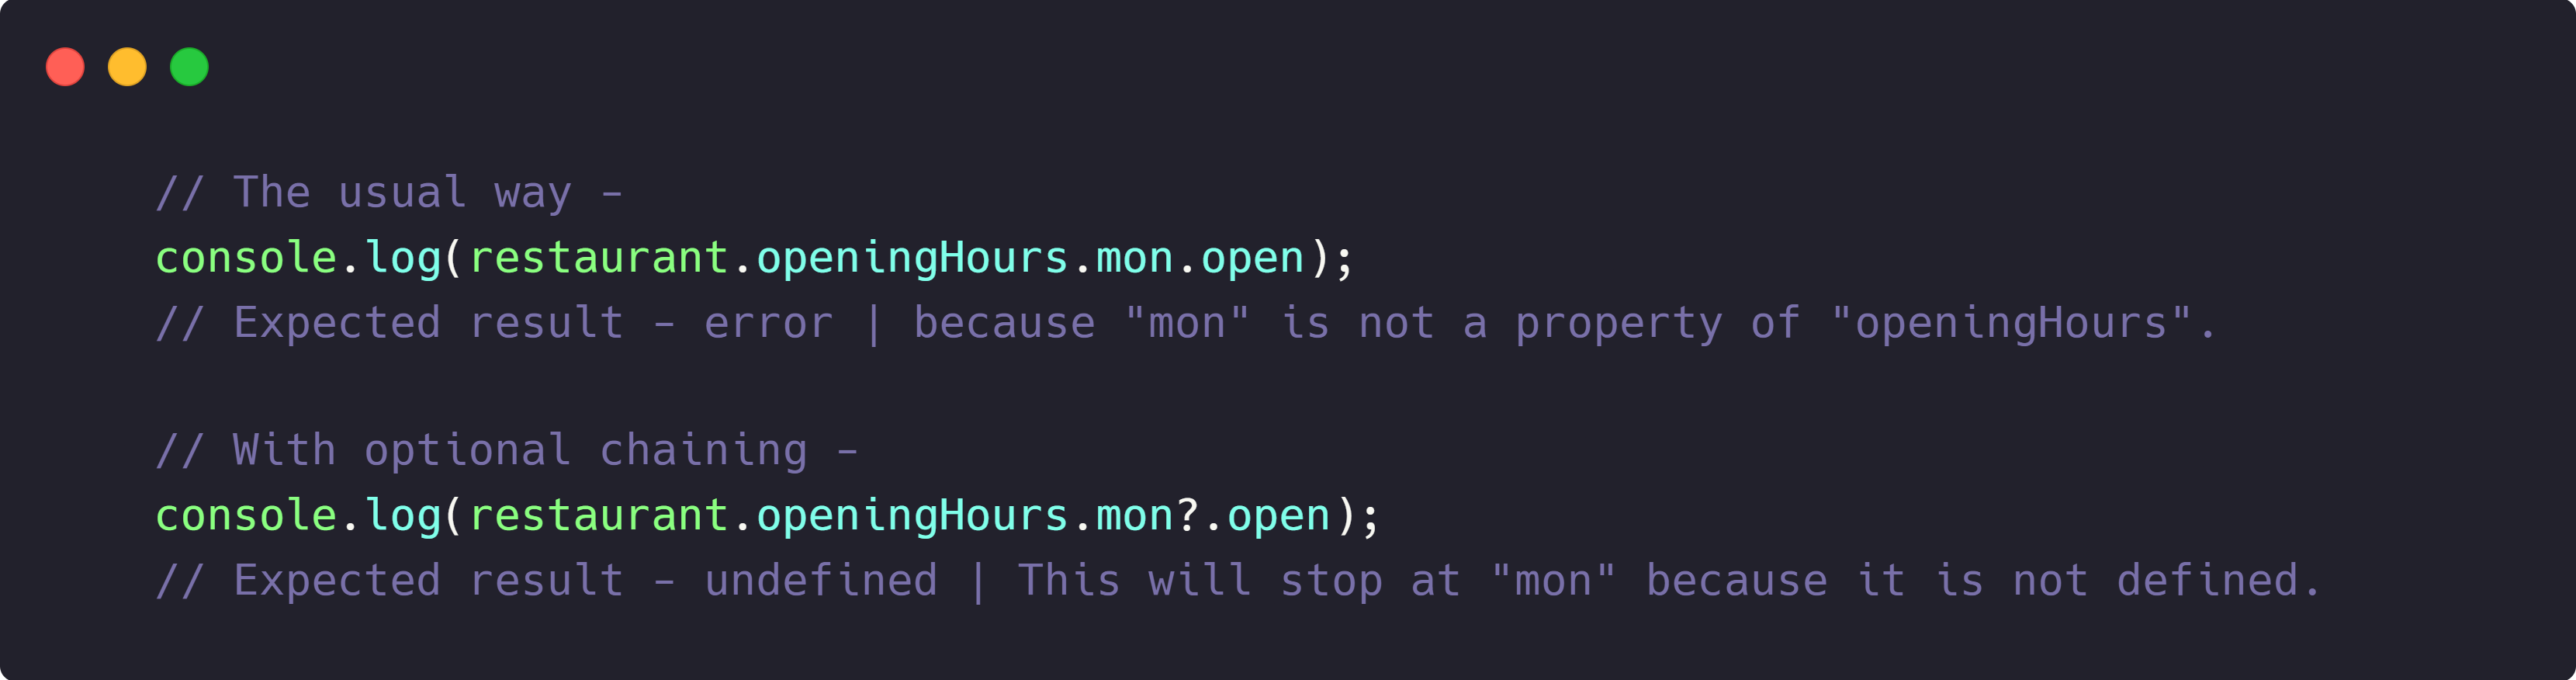 // The usual way -
console.log(restaurant.openingHours.mon.open);
// Expected result - error | because "mon" is not a property of "openingHours".
// With optional chaining -
console.log(restaurant.openingHours.mon?.open);
// Expected result - undefined | This will stop at "mon" because it is not defined.